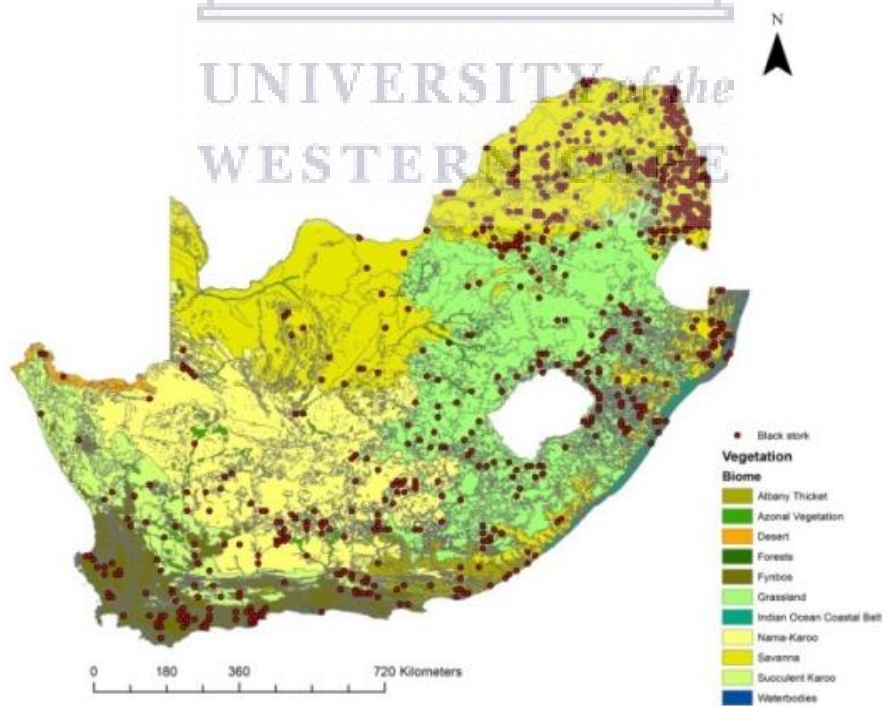 N
UNIVERSITY of the
WESTERN CAPE
Black stork
Vegetation
Biome
Albany Thicket
Azonal Vegetation
Desert
Forests
Fynbos
Grassland
Indian Ocean Coastal Belt
Nama-Karoo
Savanna
Succulent Karoo
Waterbodies
0 180 360 720 Kilometers